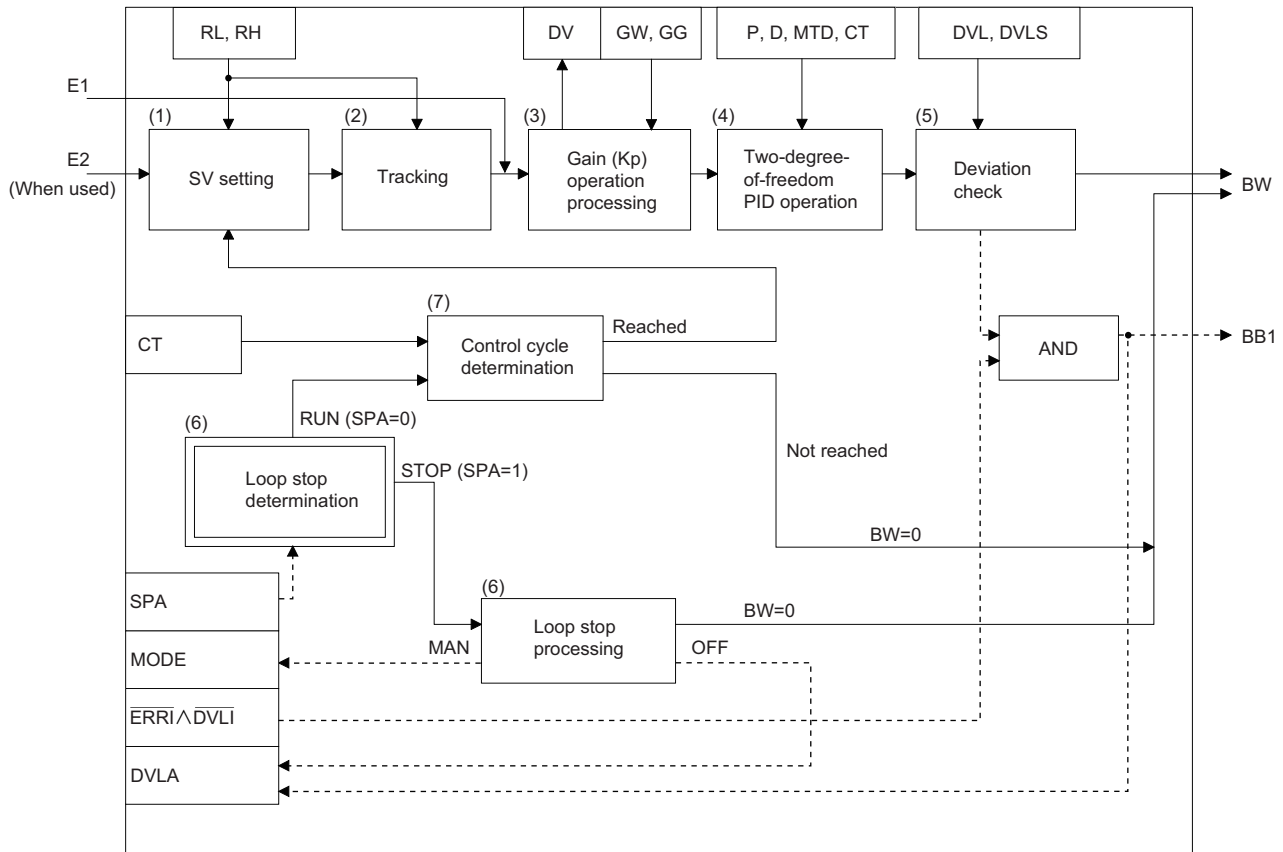 RL, RH
DV
GW, GG
P, D, MTD, CT
DVL, DVLS
E1
(1)
(2)
(3)
(4)
(5)
E2
(When used)
SV setting
Tracking
Gain (Kp)
operation
processing
Two-degree-
of-freedom
PID operation
Deviation
check
BW
(7)
CT
Control cycle
determination
Reached
AND
BB1
(6)
RUN (SPA=0)
Loop stop
determination
STOP (SPA=1)
Not reached
BW=0
SPA
(6)
Loop stop
processing
BW=0
MODE
MAN
OFF
E̅R̅R̅I̅∧D̅V̅L̅I̅
DVLA